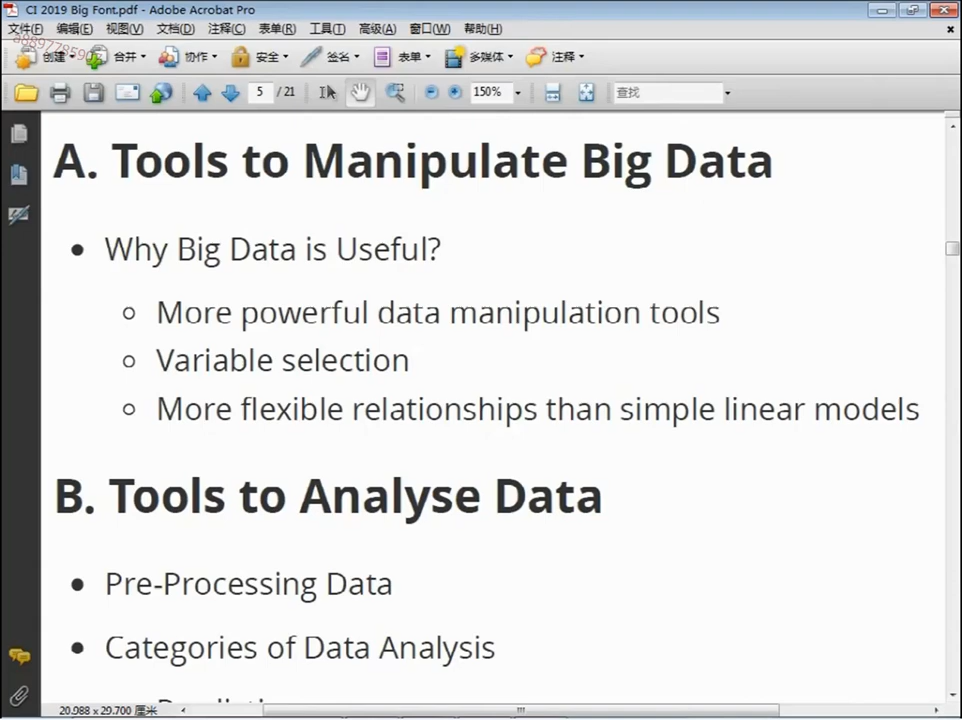 CI 2019 Big Font.pdf - Adobe Acrobat Pro
文件(F) 编辑(E) 视图(V) 文档(D) 注释(C) 表单(R) 工具(T) 高级(A) 窗口(W) 帮助(H)
创建 合并 协作 安全 签名 表单 多媒体 注释
5 / 21 150% 查找
A. Tools to Manipulate Big Data
• Why Big Data is Useful?
○ More powerful data manipulation tools
○ Variable selection
○ More flexible relationships than simple linear models
B. Tools to Analyse Data
• Pre-Processing Data
• Categories of Data Analysis
20.988 x 29.700 厘米